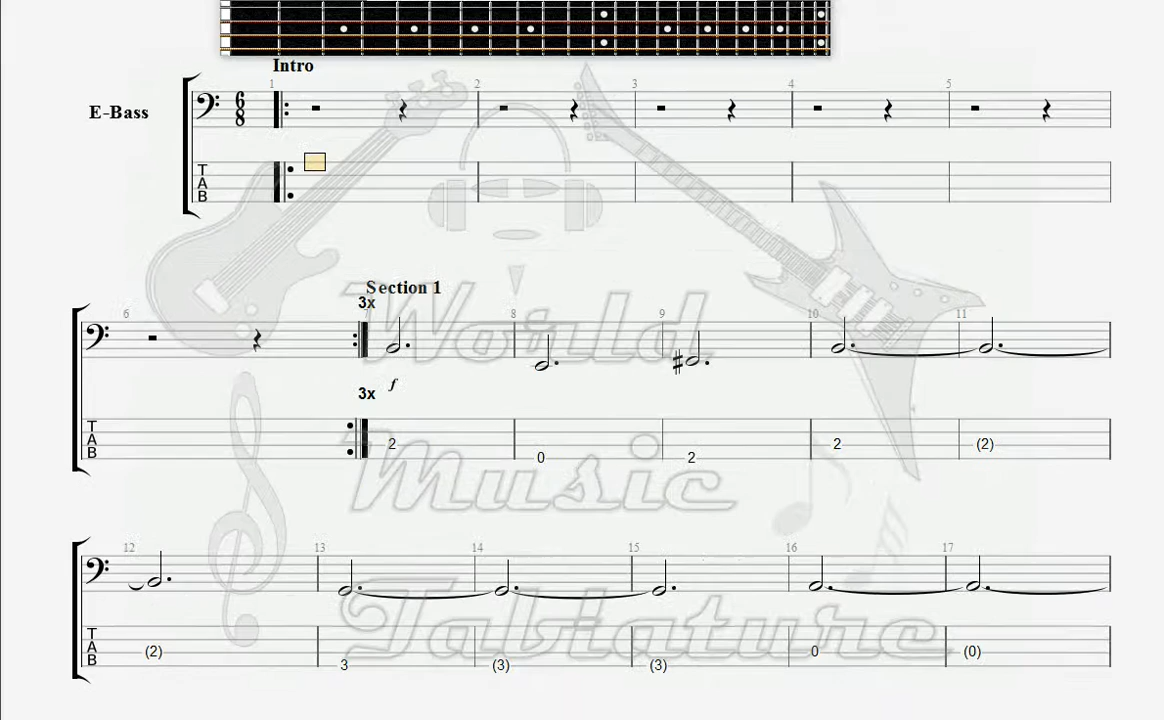 Intro
1 2 3 4 5
E-Bass
6
8
T
A
B
Section 1
3x
6 7 8 9 10 11
f
3x
T
A
B
2 0 2 2 (2)
World
Music
12 13 14 15 16 17
Tablature
T
A
B
(2) 3 (3) (3) 0 (0)